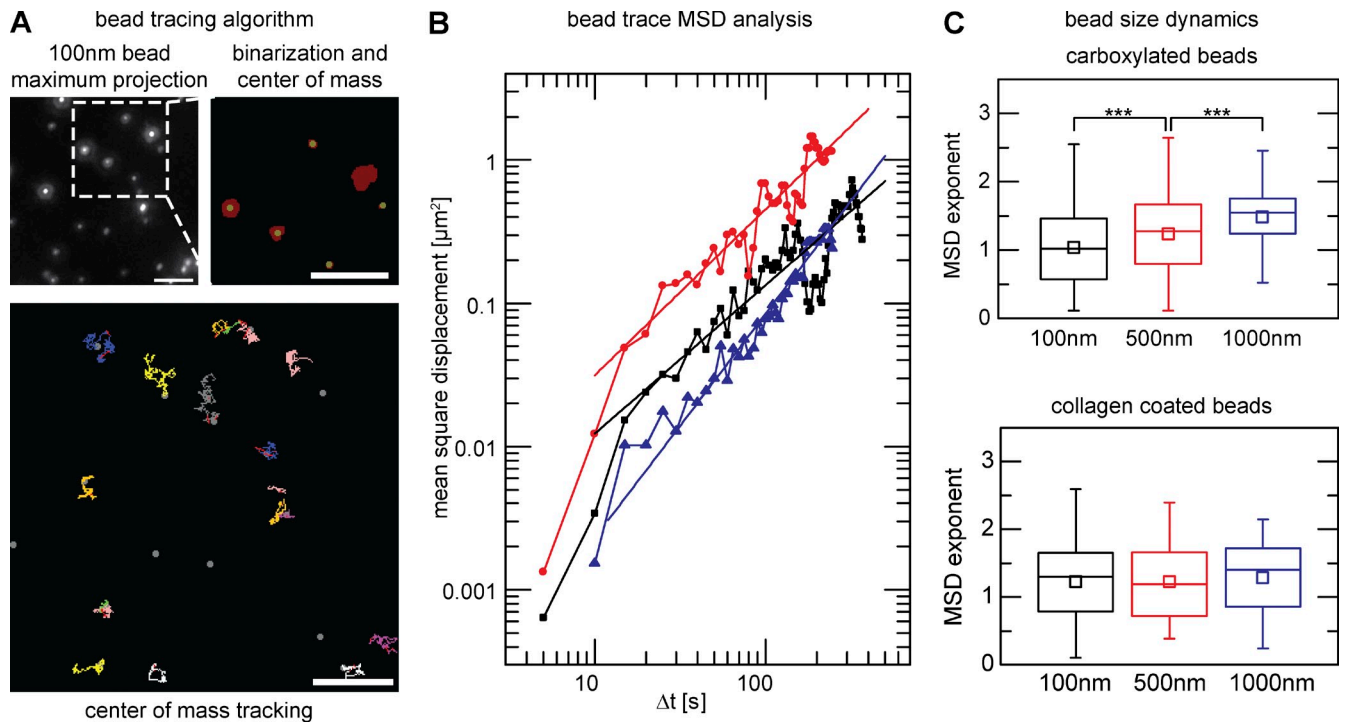 A
bead tracing algorithm
100nm bead
maximum projection
binarization and
center of mass
center of mass tracking
B
bead trace MSD analysis
mean square displacement [µm²]
1
0.1
0.01
0.001
10
100
Δt [s]
C
bead size dynamics
carboxylated beads
MSD exponent
3
2
1
0
***
***
100nm
500nm
1000nm
collagen coated beads
MSD exponent
3
2
1
0
100nm
500nm
1000nm